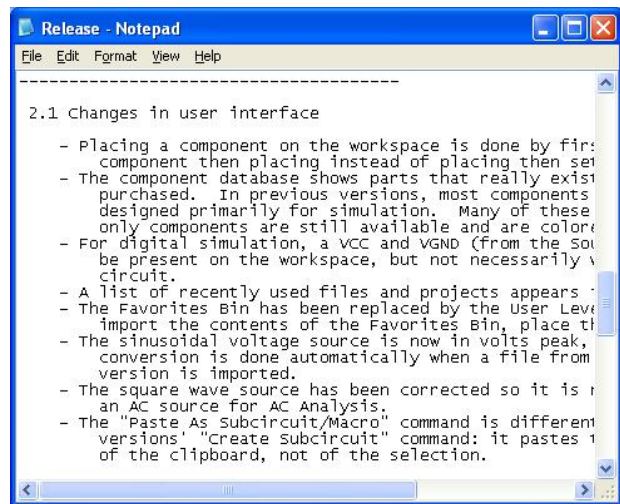 Release - Notepad
File Edit Format View Help
---------------------------------------
2.1 Changes in user interface
- Placing a component on the workspace is done by firs
component then placing instead of placing then set
- The component database shows parts that really exist
purchased.  In previous versions, most components
designed primarily for simulation.  Many of these
only components are still available and are colore
- For digital simulation, a VCC and VGND (from the Sou
be present on the workspace, but not necessarily
circuit.
- A list of recently used files and projects appears
- The Favorites Bin has been replaced by the User Leve
import the contents of the Favorites Bin, place th
- The sinusoidal voltage source is now in volts peak,
conversion is done automatically when a file from
version is imported.
- The square wave source has been corrected so it is
an AC source for AC Analysis.
- The "Paste As Subcircuit/Macro" command is different
versions' "Create Subcircuit" command: it pastes
of the clipboard, not of the selection.